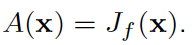 A(x) = J_f(x).